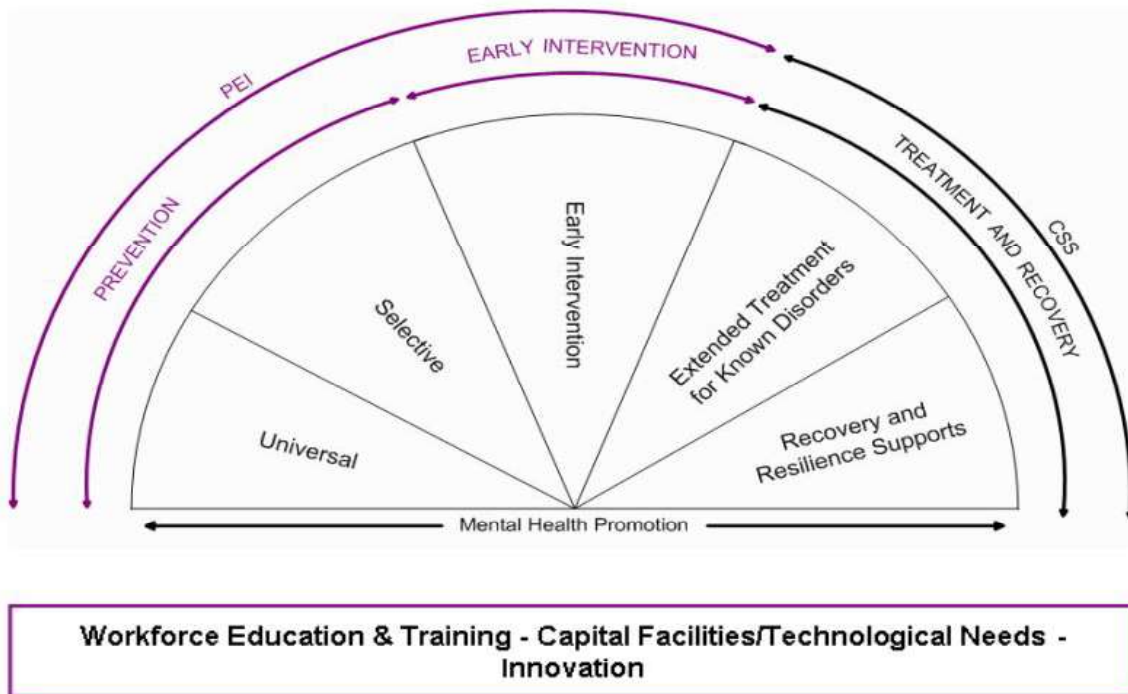 EARLY INTERVENTION
PEI
PREVENTION
TREATMENT AND RECOVERY
CSS
Universal
Selective
Early Intervention
Extended Treatment
for Known Disorders
Recovery and
Resilience Supports
Mental Health Promotion
Workforce Education & Training - Capital Facilities/Technological Needs -
Innovation